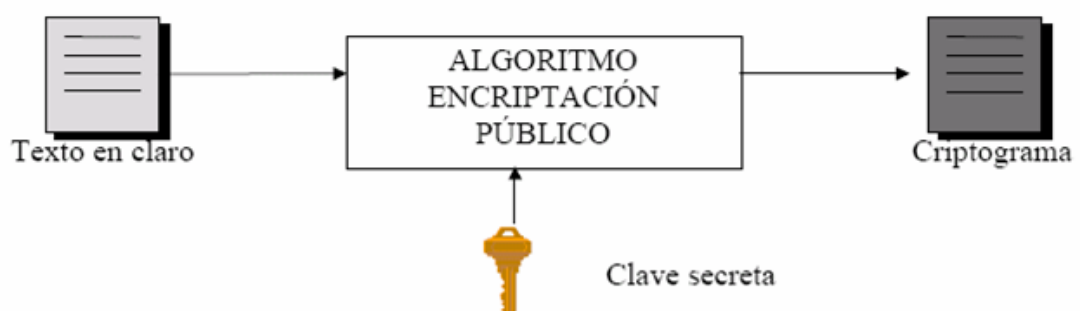 ALGORITMO
ENCRIPTACIÓN
PÚBLICO
Texto en claro
Criptograma
Clave secreta